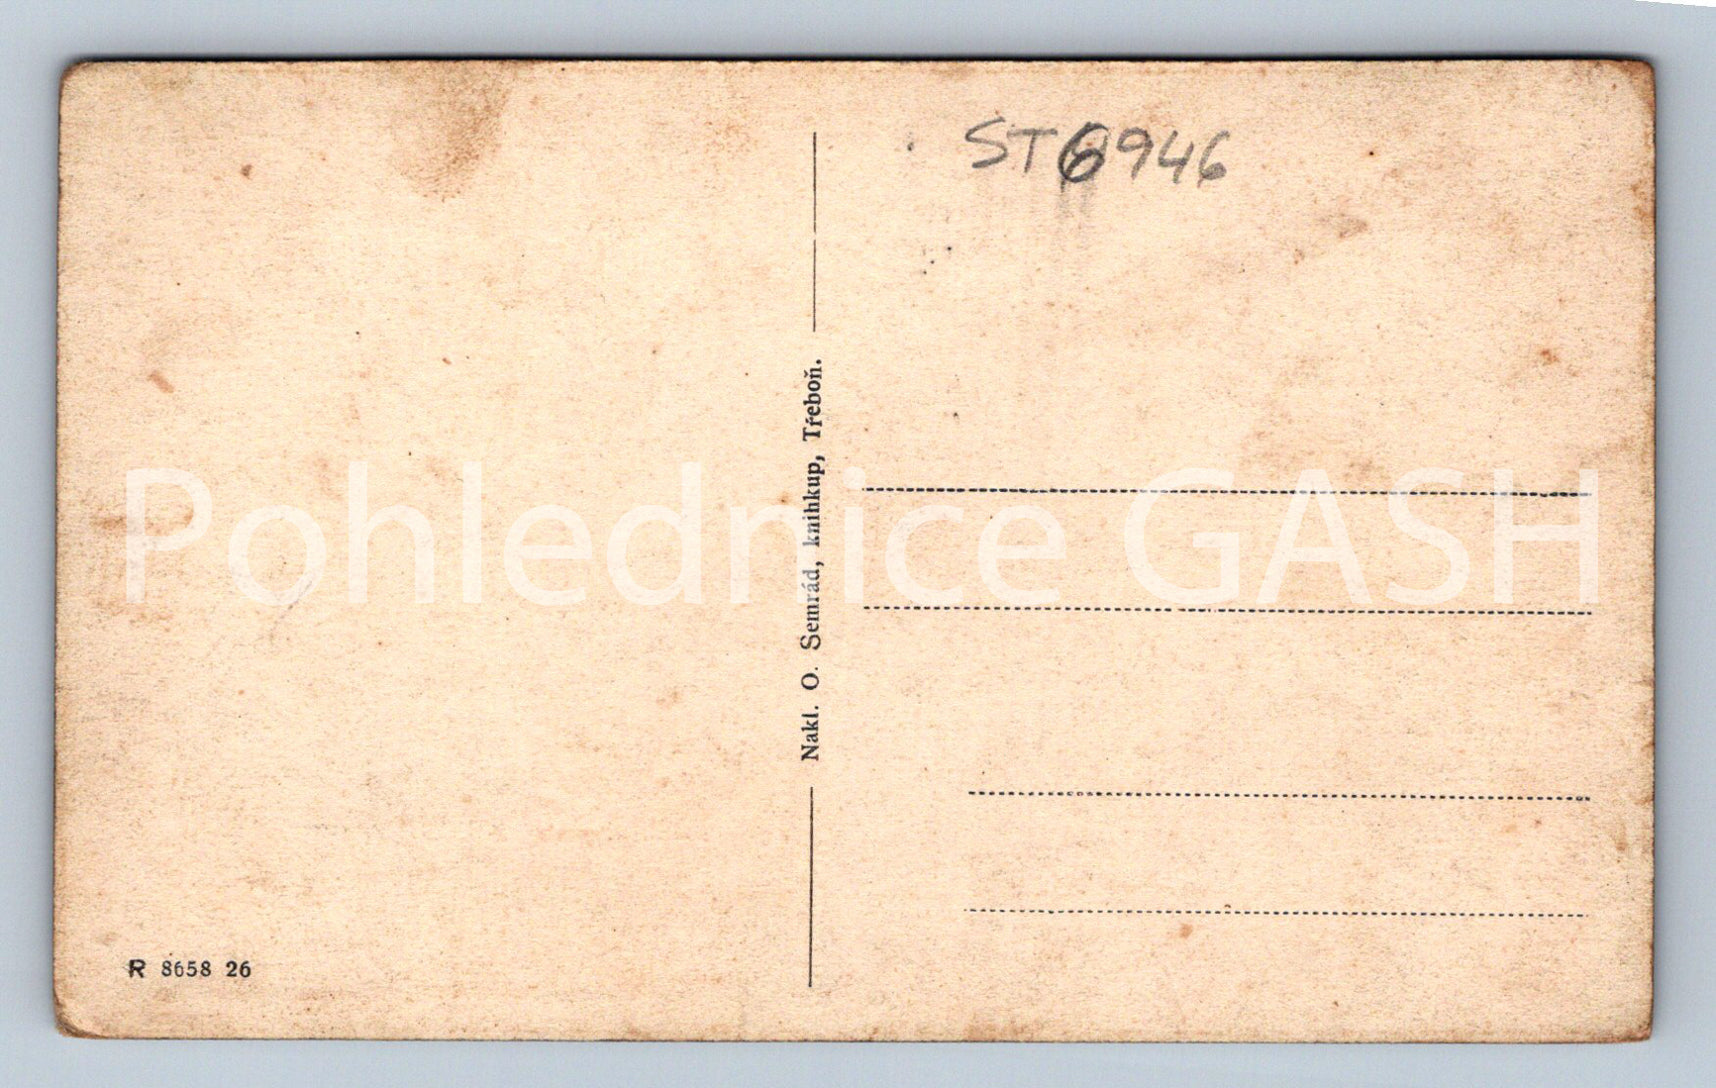 ST6946
Nakl. O. Semrád, knihkup, Třeboň.
Pohlednice GASH
R 8658 26